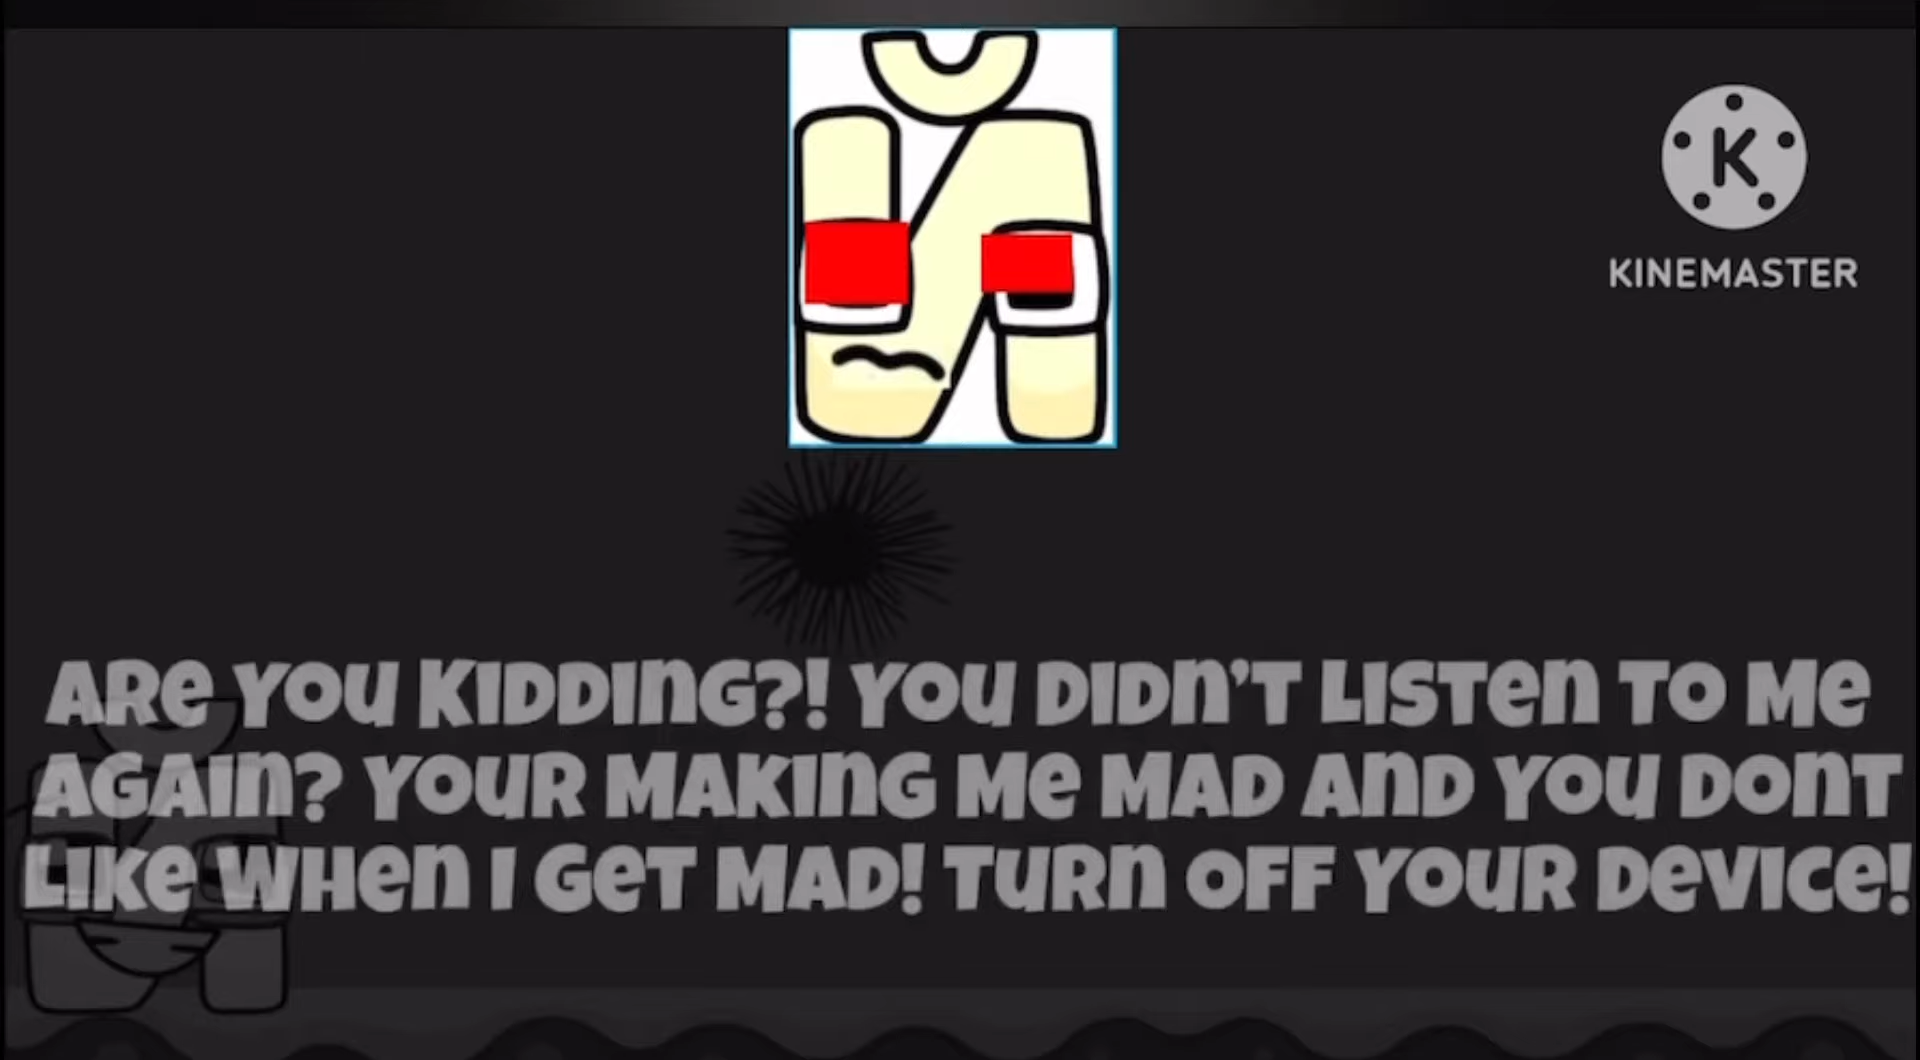 K
KINEMASTER
ARE YOU KIDDING?! YOU DIDN'T LISTEN TO ME
AGAIN? YOUR MAKING ME MAD AND YOU DONT
LIKE WHEN I GET MAD! TURN OFF YOUR DEVICE!